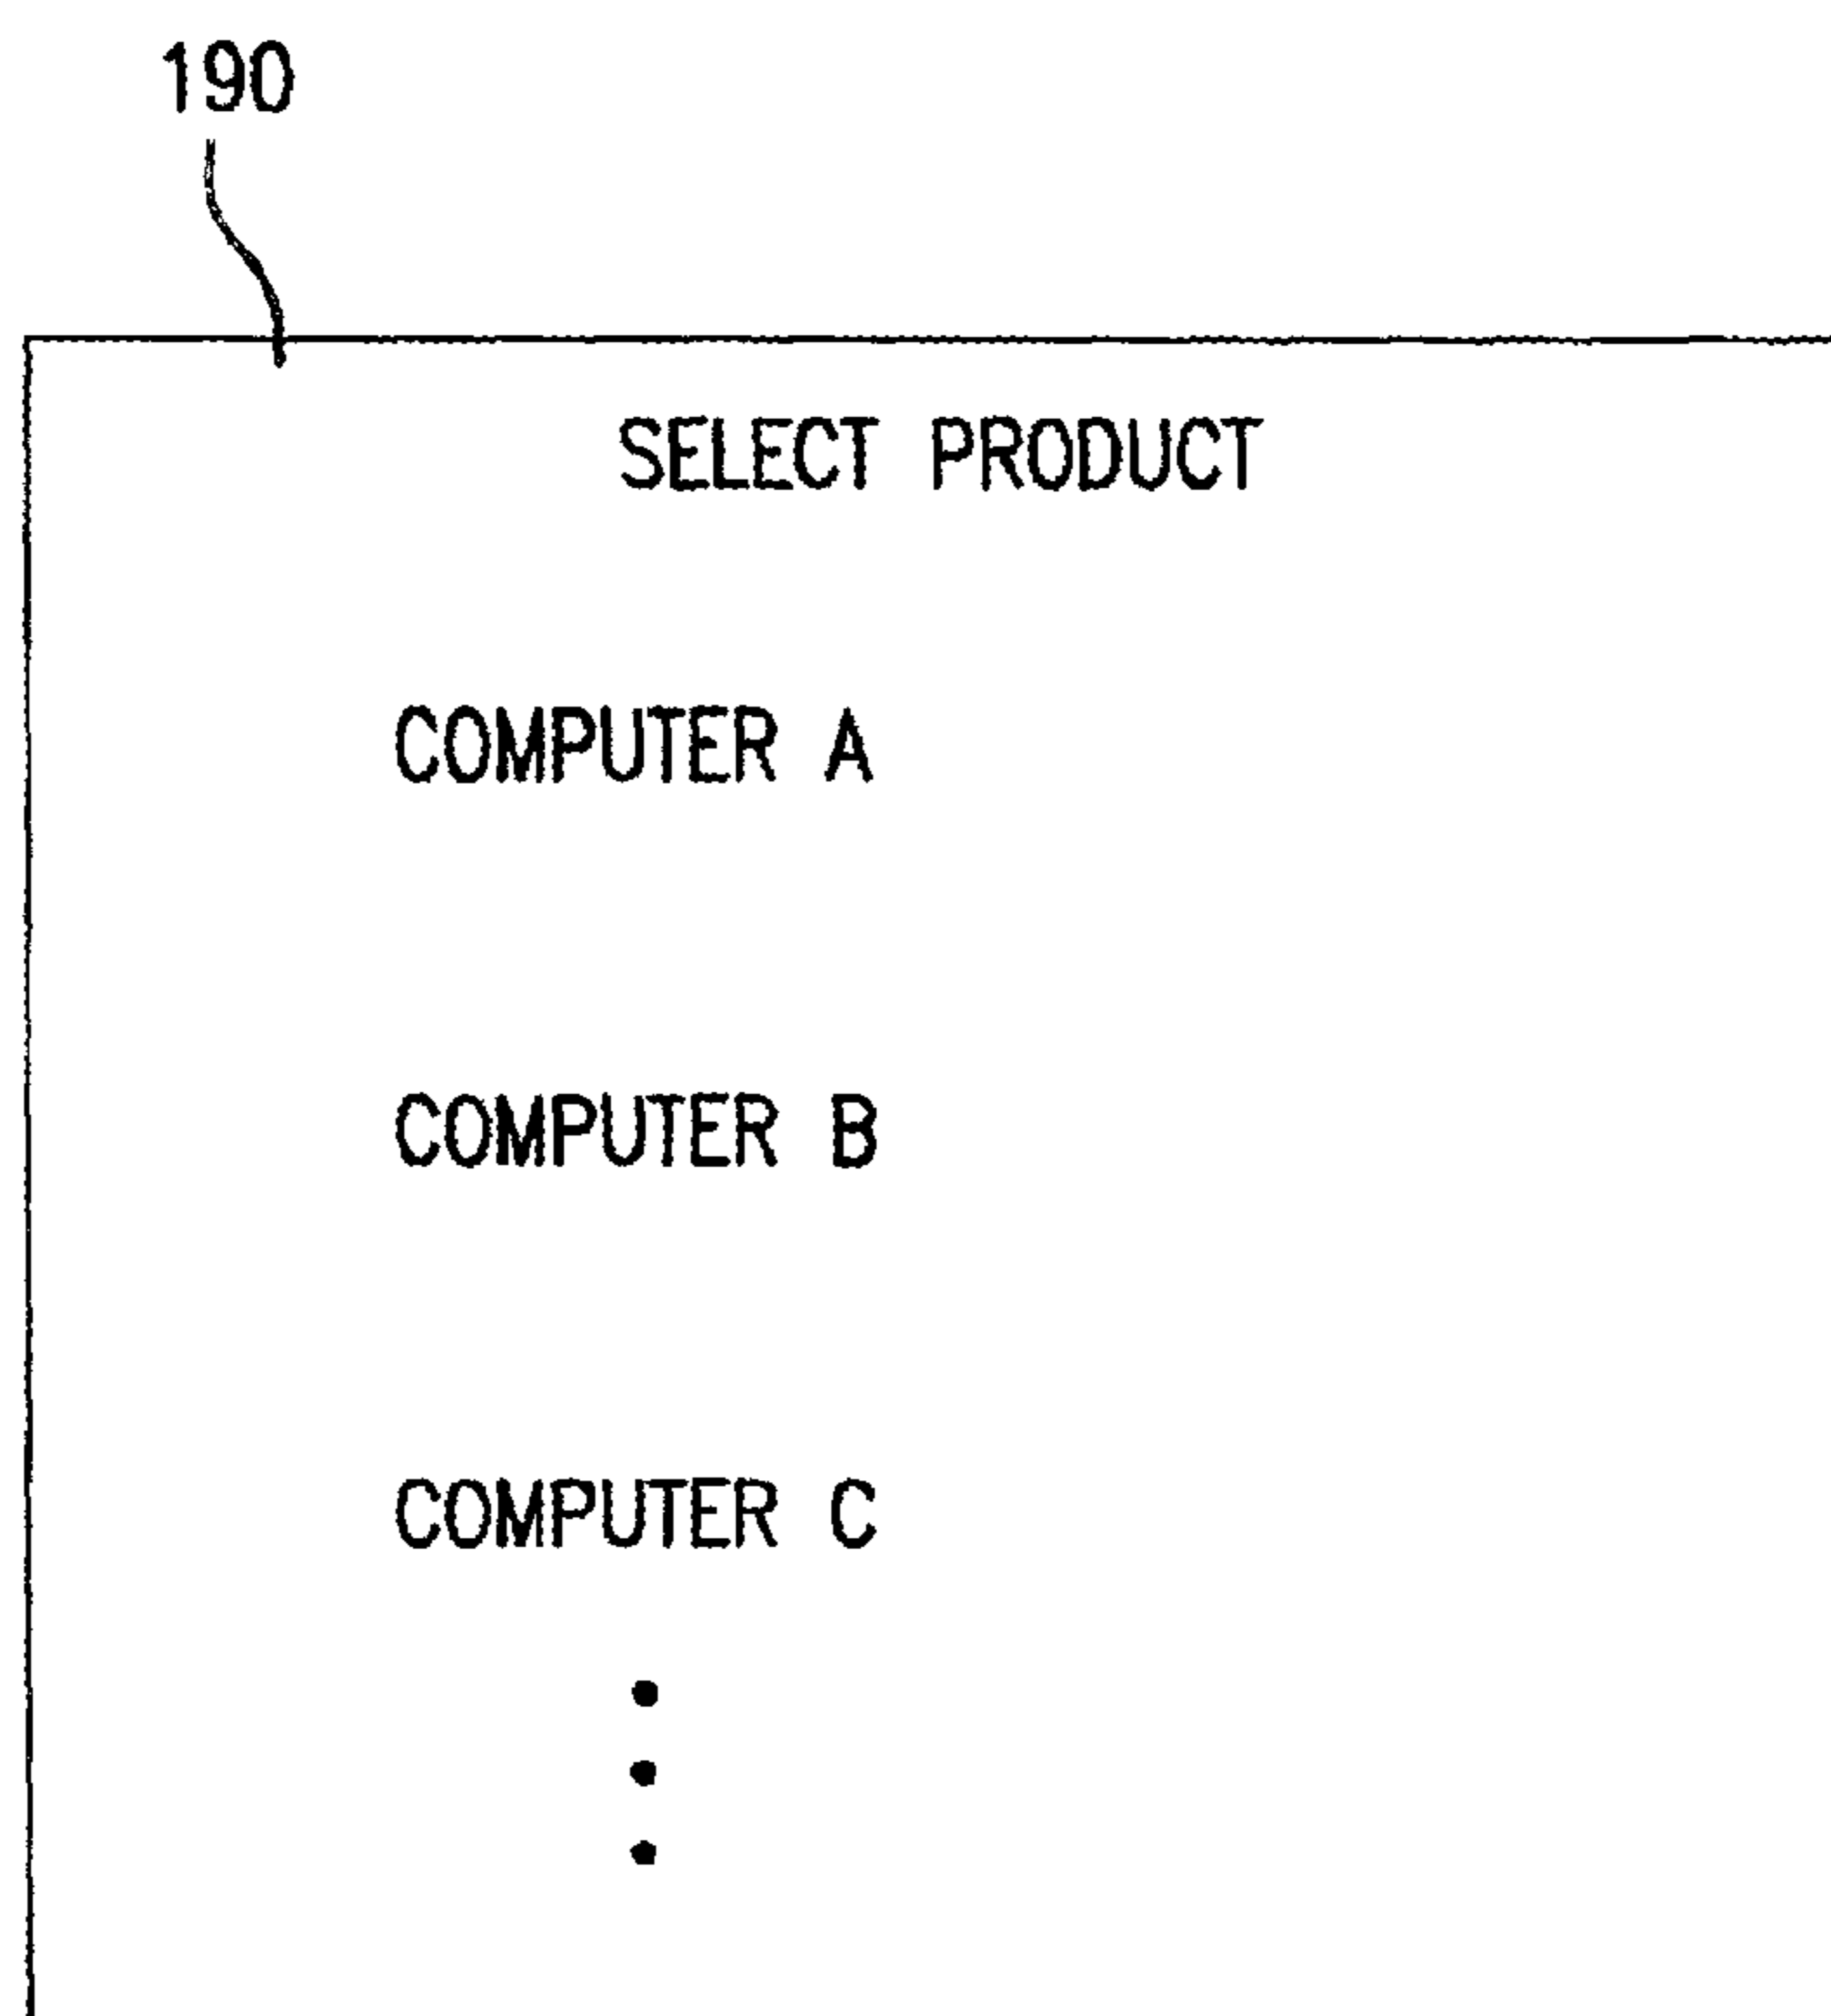 190
SELECT PRODUCT
COMPUTER A
COMPUTER B
COMPUTER C